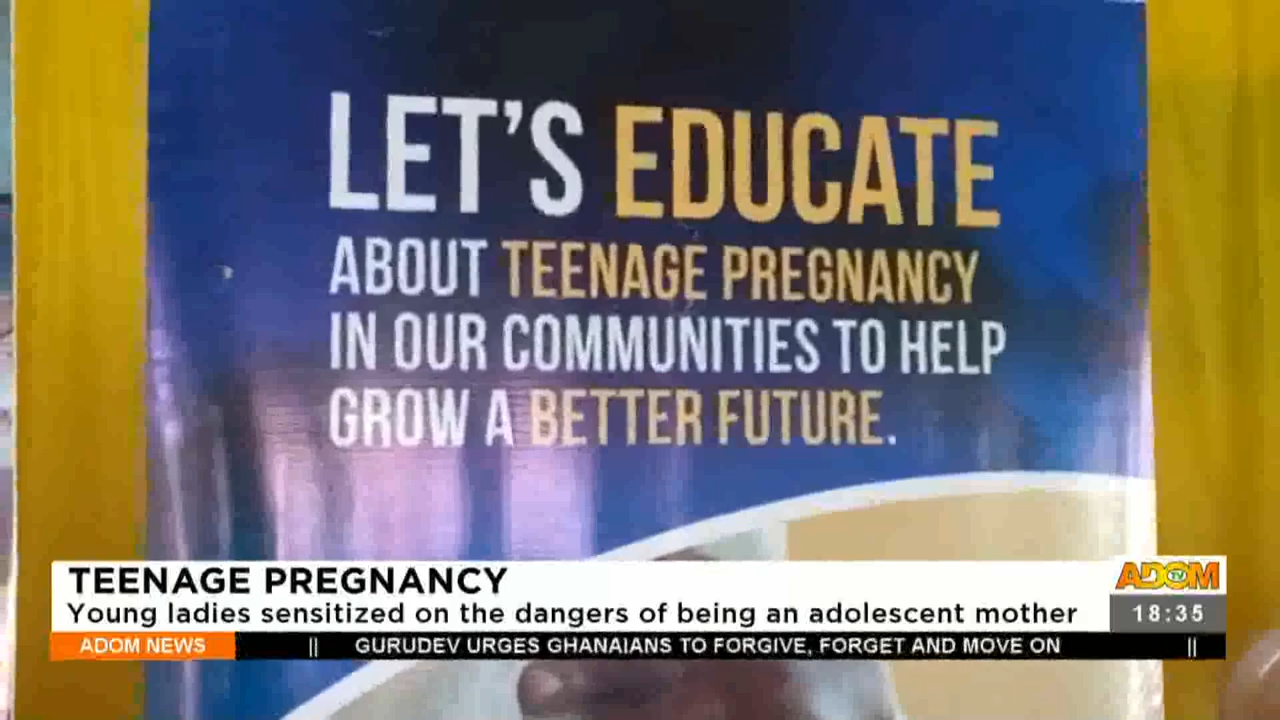 LET'S EDUCATE
ABOUT TEENAGE PREGNANCY
IN OUR COMMUNITIES TO HELP
GROW A BETTER FUTURE.
TEENAGE PREGNANCY
Young ladies sensitized on the dangers of being an adolescent mother
ADOM TV
18:35
ADOM NEWS || GURUDEV URGES GHANAIANS TO FORGIVE, FORGET AND MOVE ON ||